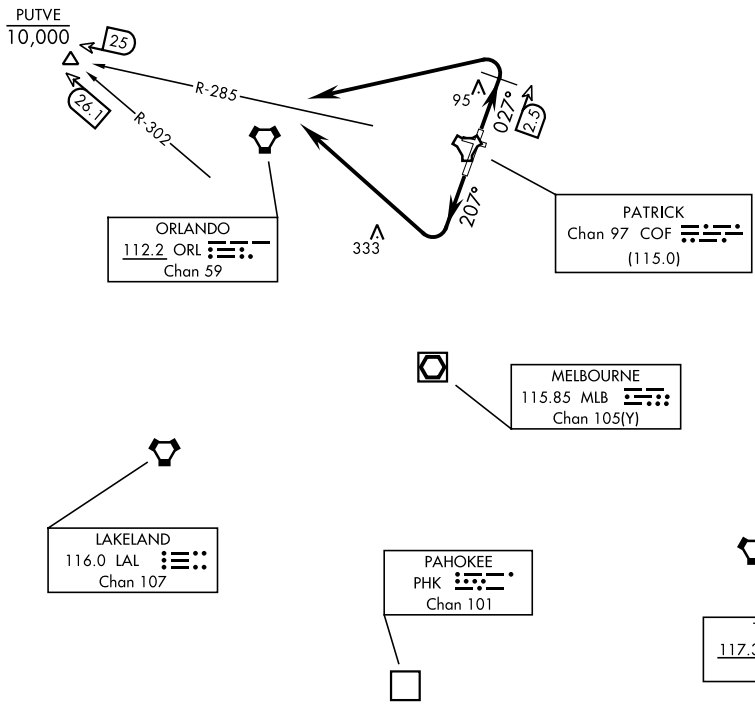 PUTVE
10,000
25
26.1
R-285
R-302
95
027°
2.5
207°
333
ORLANDO
112.2 ORL
Chan 59
PATRICK
Chan 97 COF
(115.0)
MELBOURNE
115.85 MLB
Chan 105(Y)
LAKELAND
116.0 LAL
Chan 107
PAHOKEE
PHK
Chan 101